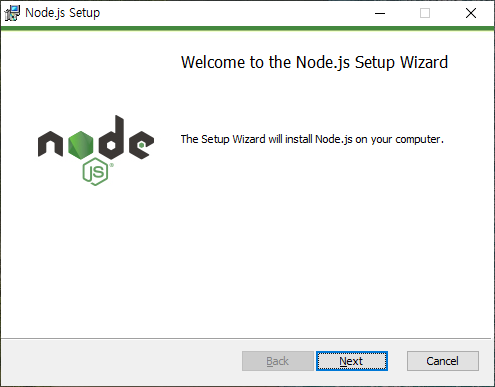 Node.js Setup
Welcome to the Node.js Setup Wizard
The Setup Wizard will install Node.js on your computer.
node
JS
Back
Next
Cancel